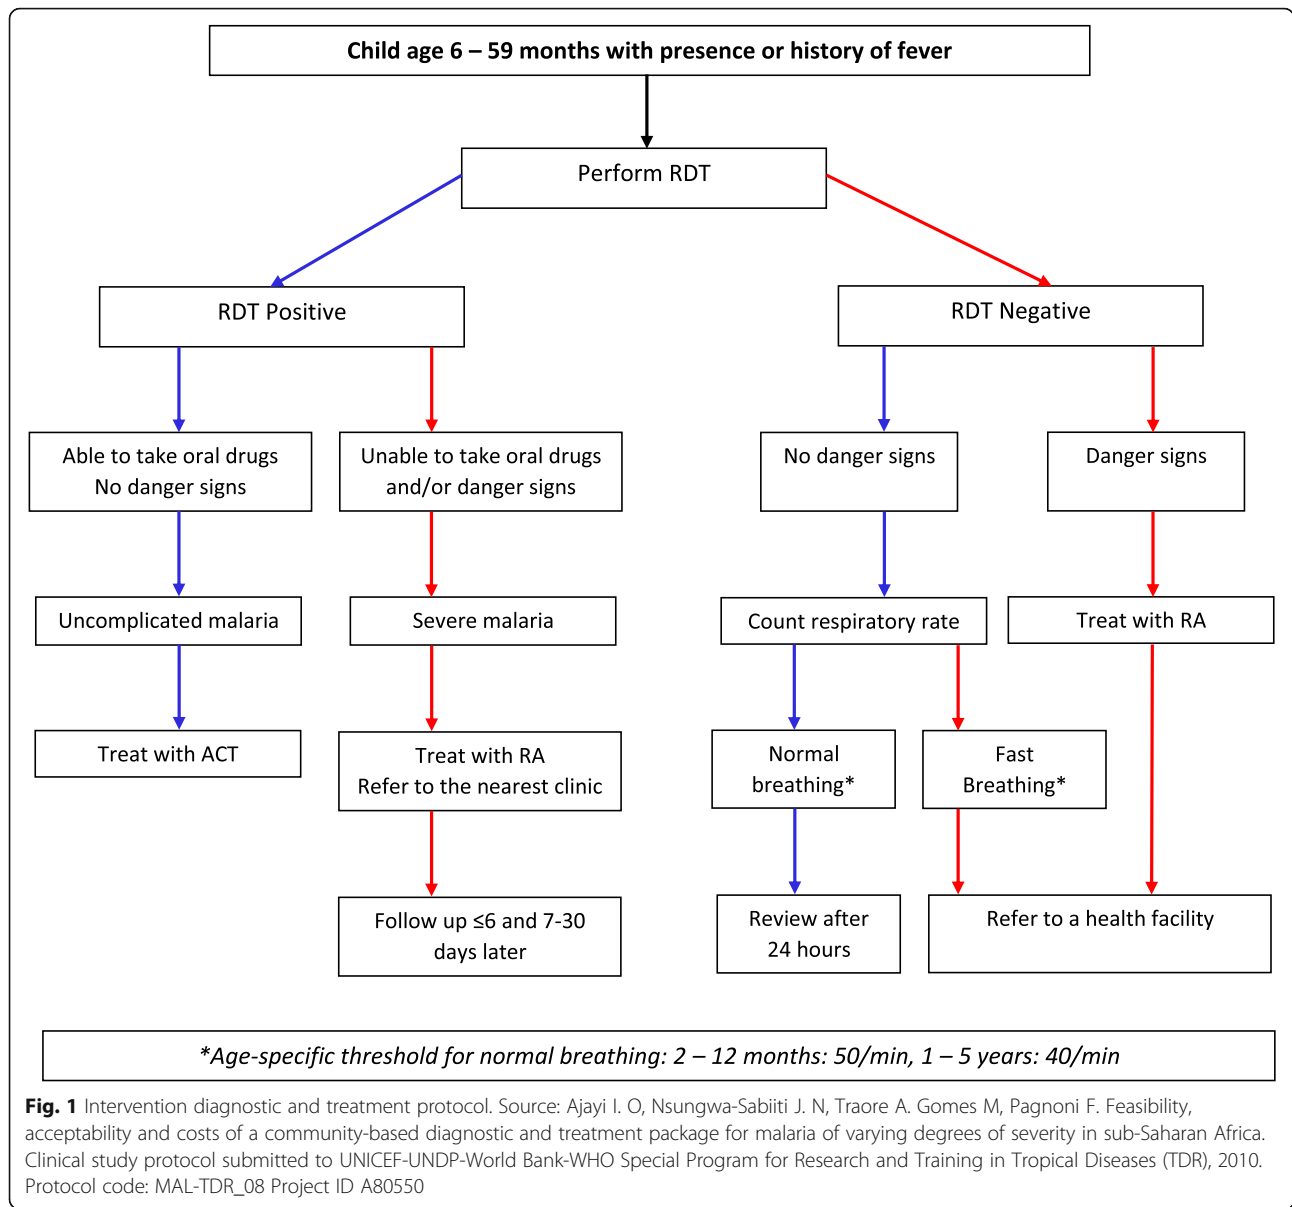 Child age 6 – 59 months with presence or history of fever
Perform RDT
RDT Positive
RDT Negative
Able to take oral drugs
No danger signs
Unable to take oral drugs
and/or danger signs
No danger signs
Danger signs
Uncomplicated malaria
Severe malaria
Count respiratory rate
Treat with RA
Treat with ACT
Treat with RA
Refer to the nearest clinic
Normal
breathing*
Fast
Breathing*
Follow up ≤6 and 7-30
days later
Review after
24 hours
Refer to a health facility
*Age-specific threshold for normal breathing: 2 – 12 months: 50/min, 1 – 5 years: 40/min
Fig. 1 Intervention diagnostic and treatment protocol. Source: Ajayi I. O, Nsungwa-Sabiiti J. N, Traore A. Gomes M, Pagnoni F. Feasibility,
acceptability and costs of a community-based diagnostic and treatment package for malaria of varying degrees of severity in sub-Saharan Africa.
Clinical study protocol submitted to UNICEF-UNDP-World Bank-WHO Special Program for Research and Training in Tropical Diseases (TDR), 2010.
Protocol code: MAL-TDR_08 Project ID A80550